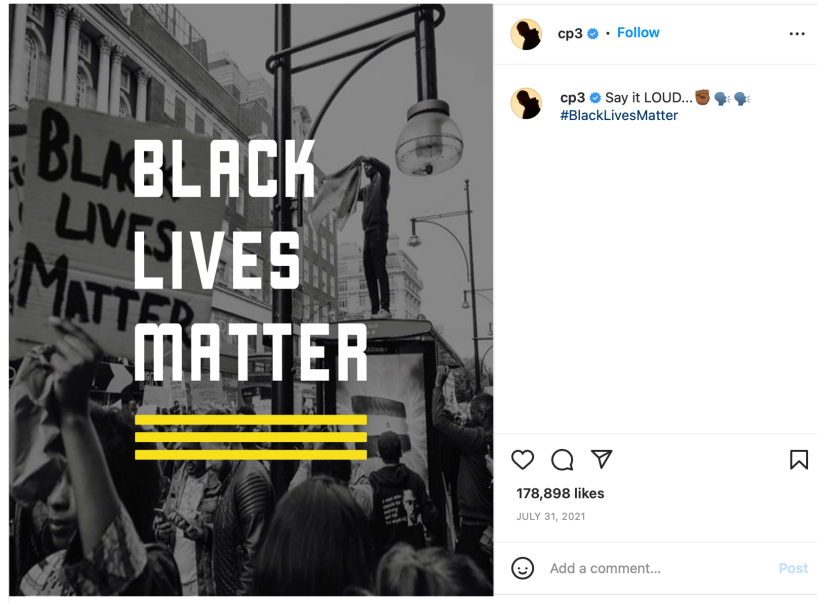 BLACK
LIVES
MATTER
BLACK
LIVES
MATTER
cp3 • Follow
cp3 Say it LOUD...✊🏾🗣️🗣️
#BlackLivesMatter
178,898 likes
JULY 31, 2021
Add a comment...
Post